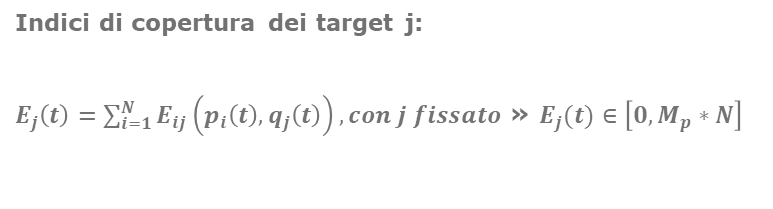 Indici di copertura dei target j:
E_j(t) = ∑_{i=1}^{N} E_{ij} (p_i(t), q_j(t)) , con j fissato » E_j(t) ∈ [0, M_p * N]